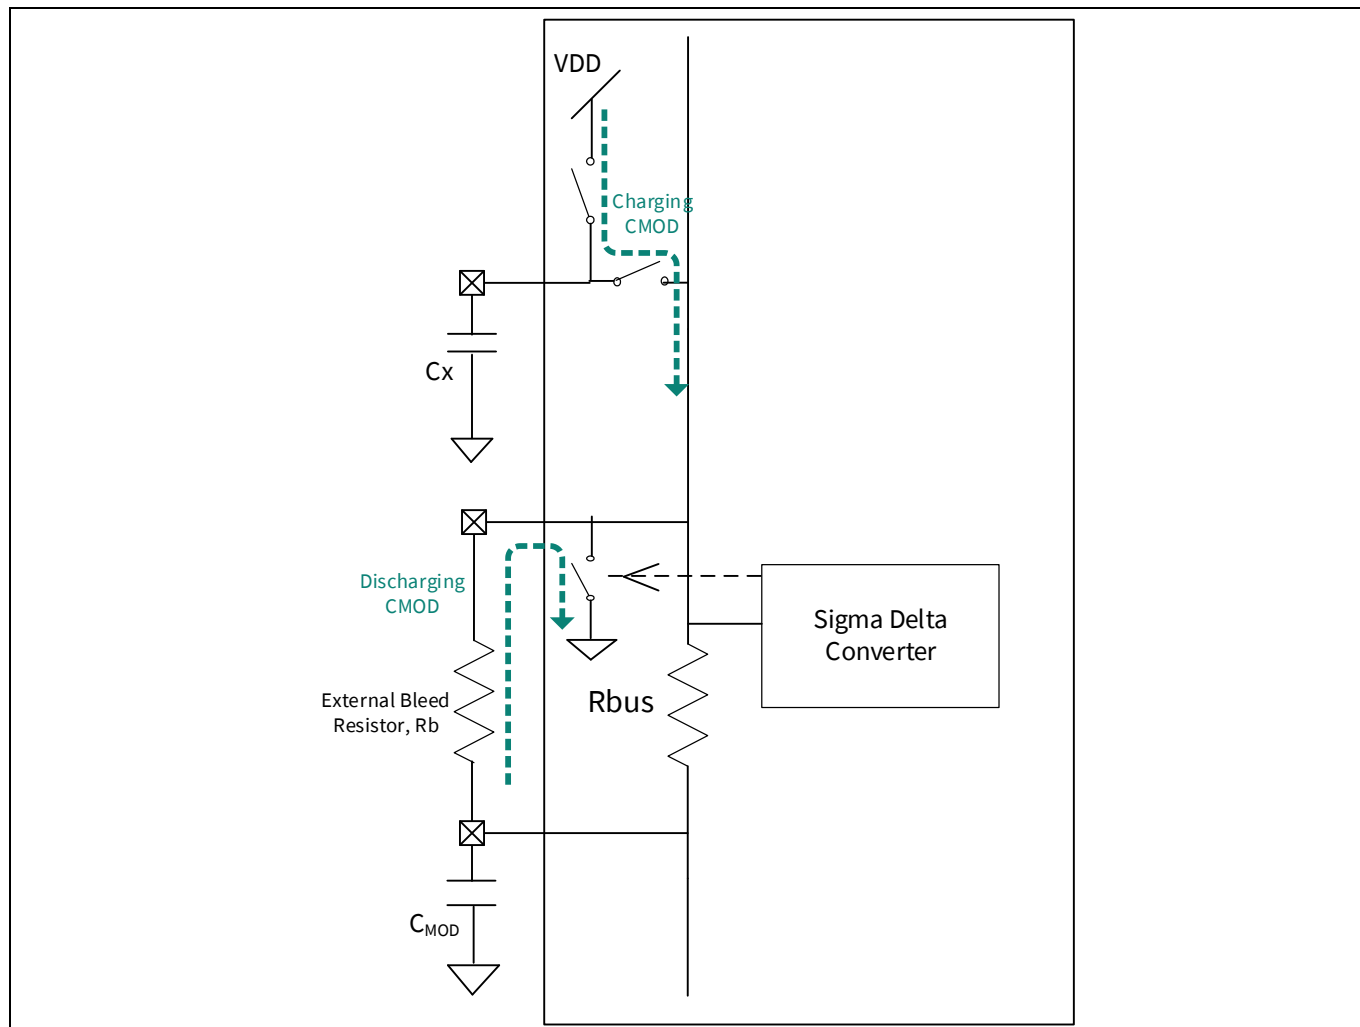 VDD
Charging
CMOD
Cx
Discharging
CMOD
External Bleed
Resistor, Rb
Rbus
Sigma Delta
Converter
CMOD